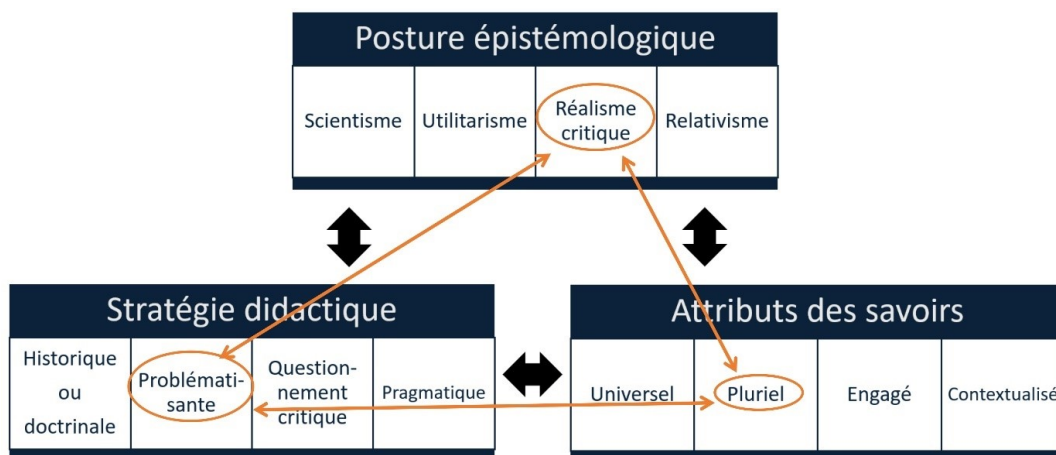 Posture épistémologique
Scientisme
Utilitarisme
Réalisme
critique
Relativisme
Stratégie didactique
Historique
ou
doctrinale
Problémati-
sante
Question-
nement
critique
Pragmatique
Attributs des savoirs
Universel
Pluriel
Engagé
Contextualisé